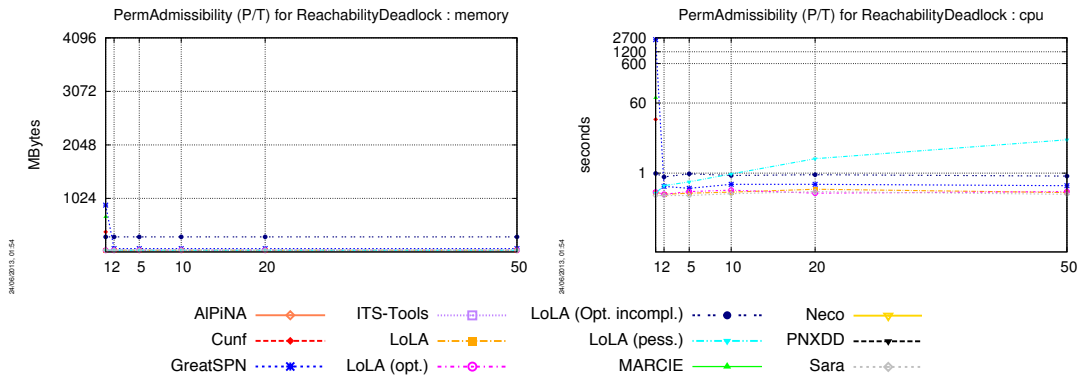 PermAdmissibility (P/T) for ReachabilityDeadlock : memory
4096
3072
2048
1024
MBytes
1 2 5 10 20 50
24/06/2013, 01:54
PermAdmissibility (P/T) for ReachabilityDeadlock : cpu
2700
1200
600
60
1
seconds
1 2 5 10 20 50
24/06/2013, 01:54
AlPiNA ITS-Tools LoLA (Opt. incompl.) Neco
Cunf LoLA LoLA (pess.) PNXDD
GreatSPN LoLA (opt.) MARCIE Sara